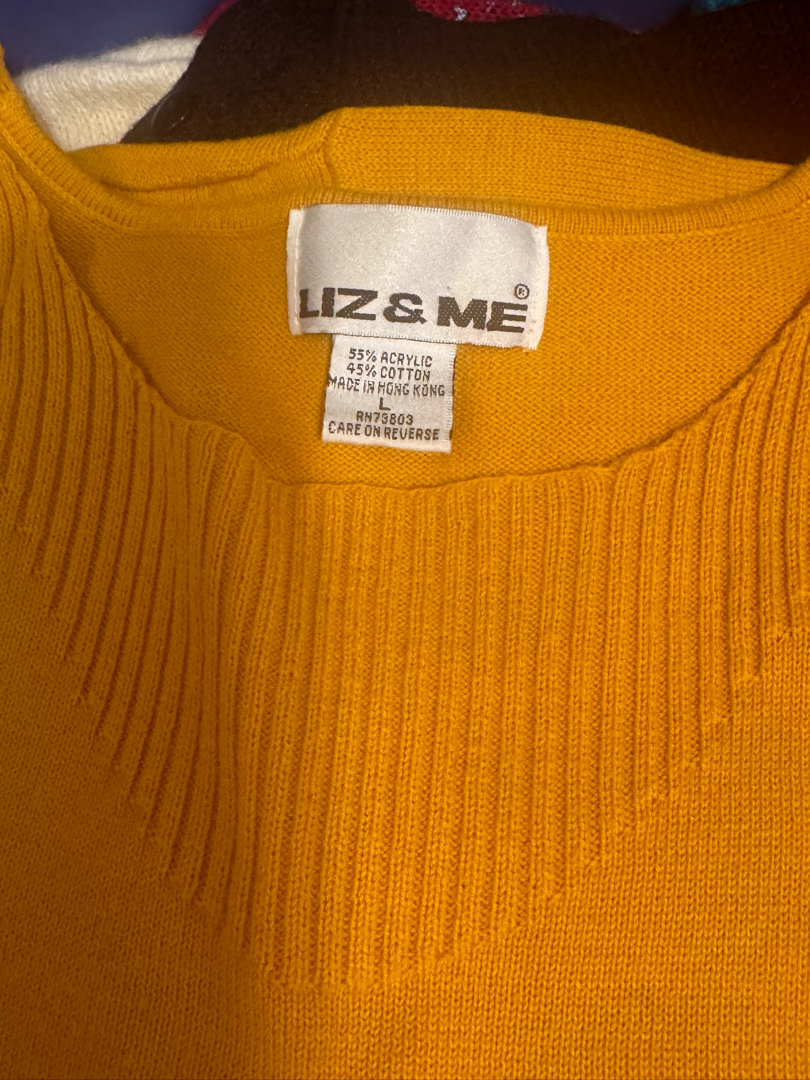 LIZ & ME®
55% ACRYLIC
45% COTTON
MADE IN HONG KONG
L
RN73803
CARE ON REVERSE